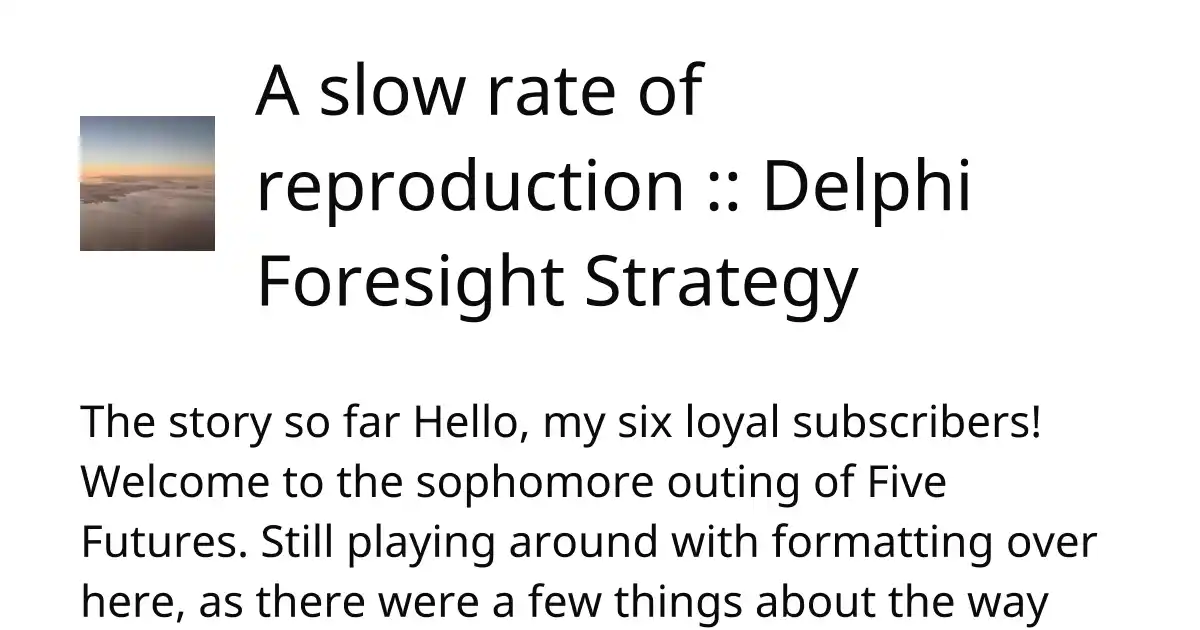 A slow rate of
reproduction :: Delphi
Foresight Strategy
The story so far Hello, my six loyal subscribers!
Welcome to the sophomore outing of Five
Futures. Still playing around with formatting over
here, as there were a few things about the way